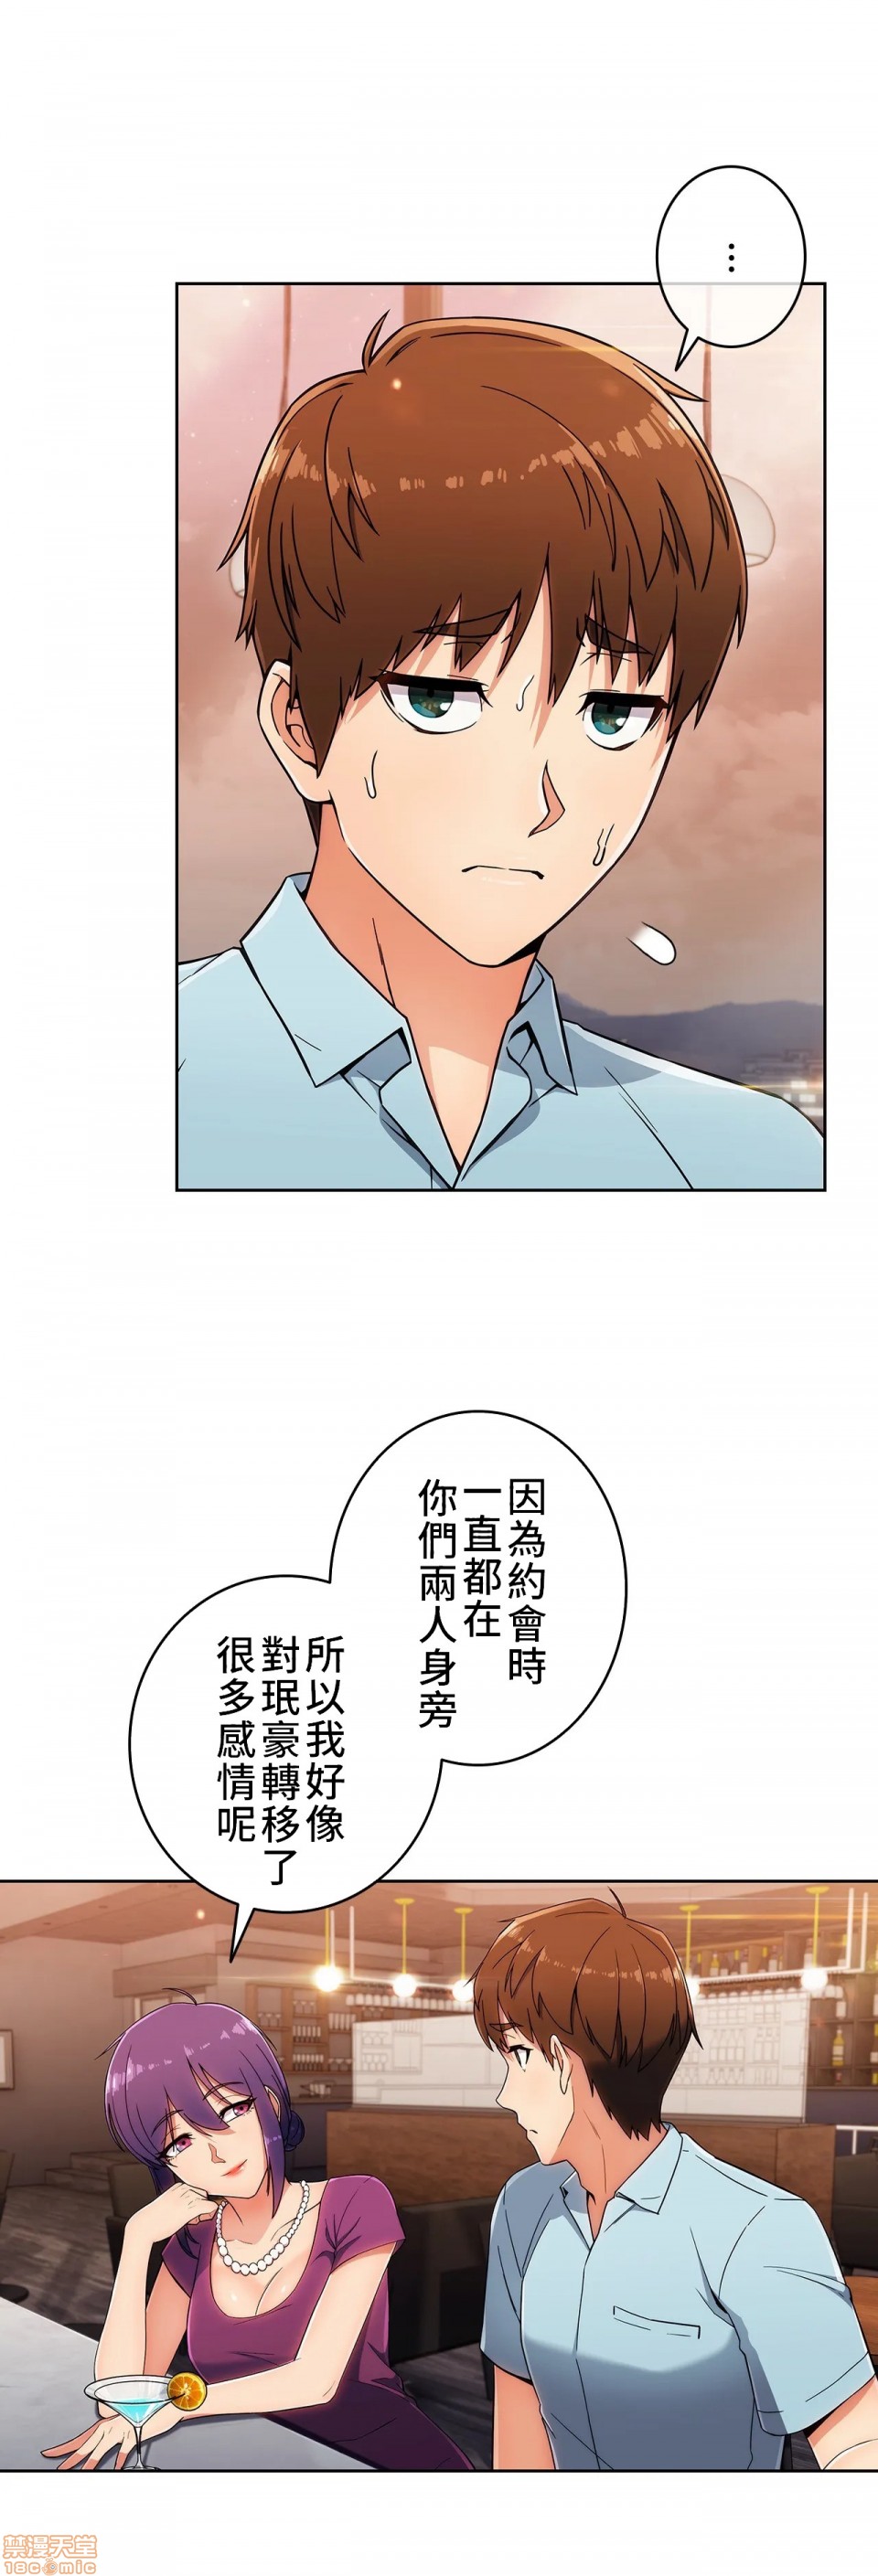 ...
因為約會時
一直都在
你們兩人身旁
所以我好像
對珉豪轉移了
很多感情呢
禁漫天堂
18comic